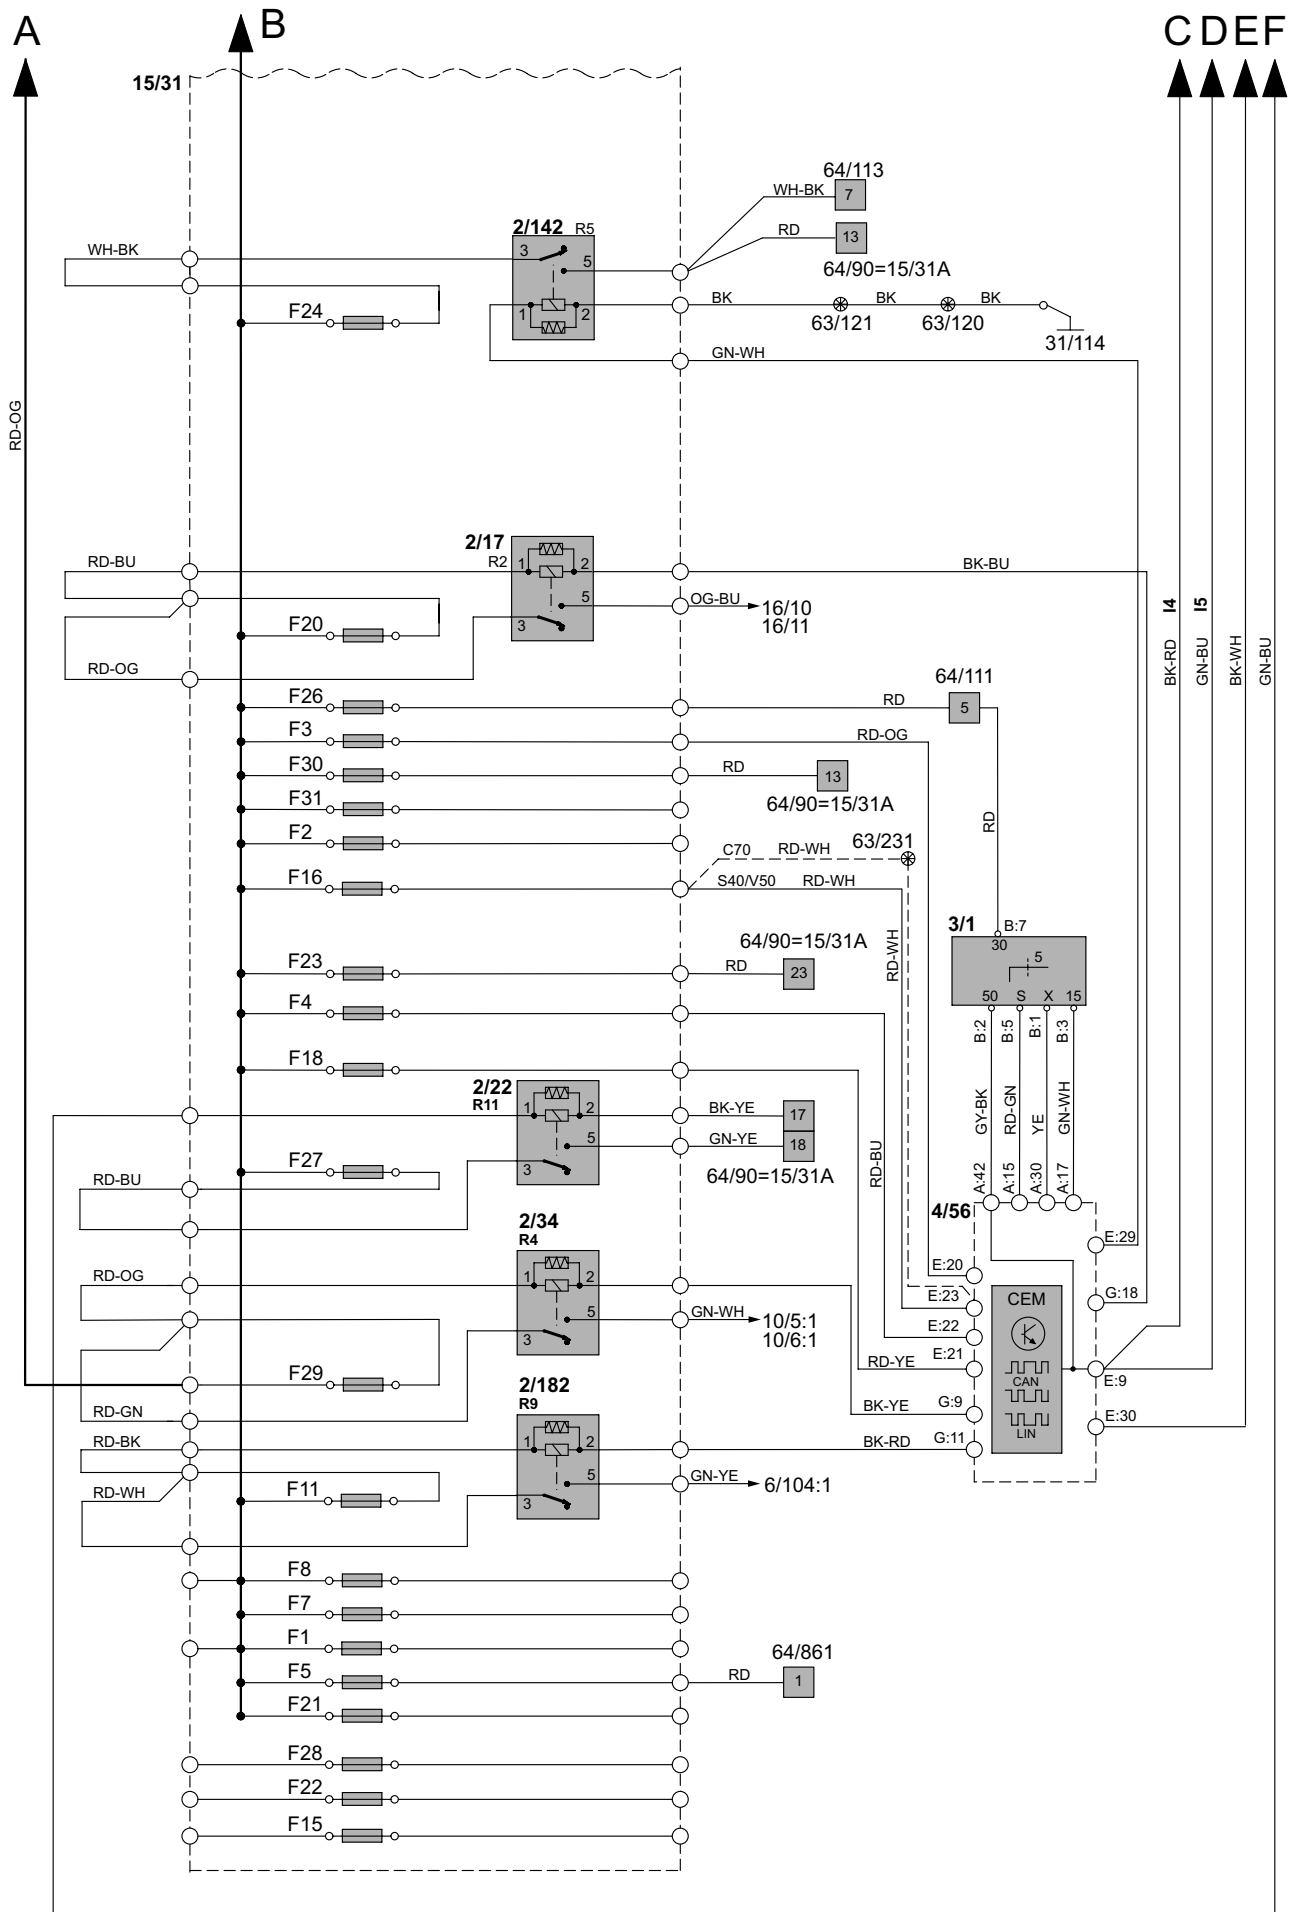 A
B
C D E F
15/31
64/113
WH-BK
7
2/142 R5
RD
13
WH-BK
3
5
64/90=15/31A
F24
1
2
BK
BK
BK
63/121
63/120
31/114
GN-WH
RD-OG
2/17
RD-BU
R2
1
2
BK-BU
5
OG-BU
16/10
16/11
I4
I5
F20
3
RD-OG
BK-RD
GN-BU
BK-WH
GN-BU
64/111
F26
RD
5
F3
RD-OG
F30
RD
13
F31
64/90=15/31A
RD
F2
63/231
C70 RD-WH
F16
S40/V50 RD-WH
3/1
B:7
30
64/90=15/31A
RD-WH
F23
RD
23
5
50 S X 15
F4
B:2
B:5
B:1
B:3
F18
2/22
R11
1
2
BK-YE
17
GY-BK
RD-GN
YE
GN-WH
5
GN-YE
18
F27
3
64/90=15/31A
RD-BU
RD-BU
A:42
A:15
A:30
A:17
4/56
2/34
R4
E:29
RD-OG
1
2
E:20
E:23
CEM
G:18
5
GN-WH
10/5:1
10/6:1
E:22
3
E:21
F29
RD-YE
CAN
E:9
2/182
R9
RD-GN
BK-YE
G:9
E:30
RD-BK
1
2
BK-RD
G:11
LIN
5
GN-YE
6/104:1
RD-WH
F11
3
F8
F7
F1
64/861
F5
RD
1
F21
F28
F22
F15